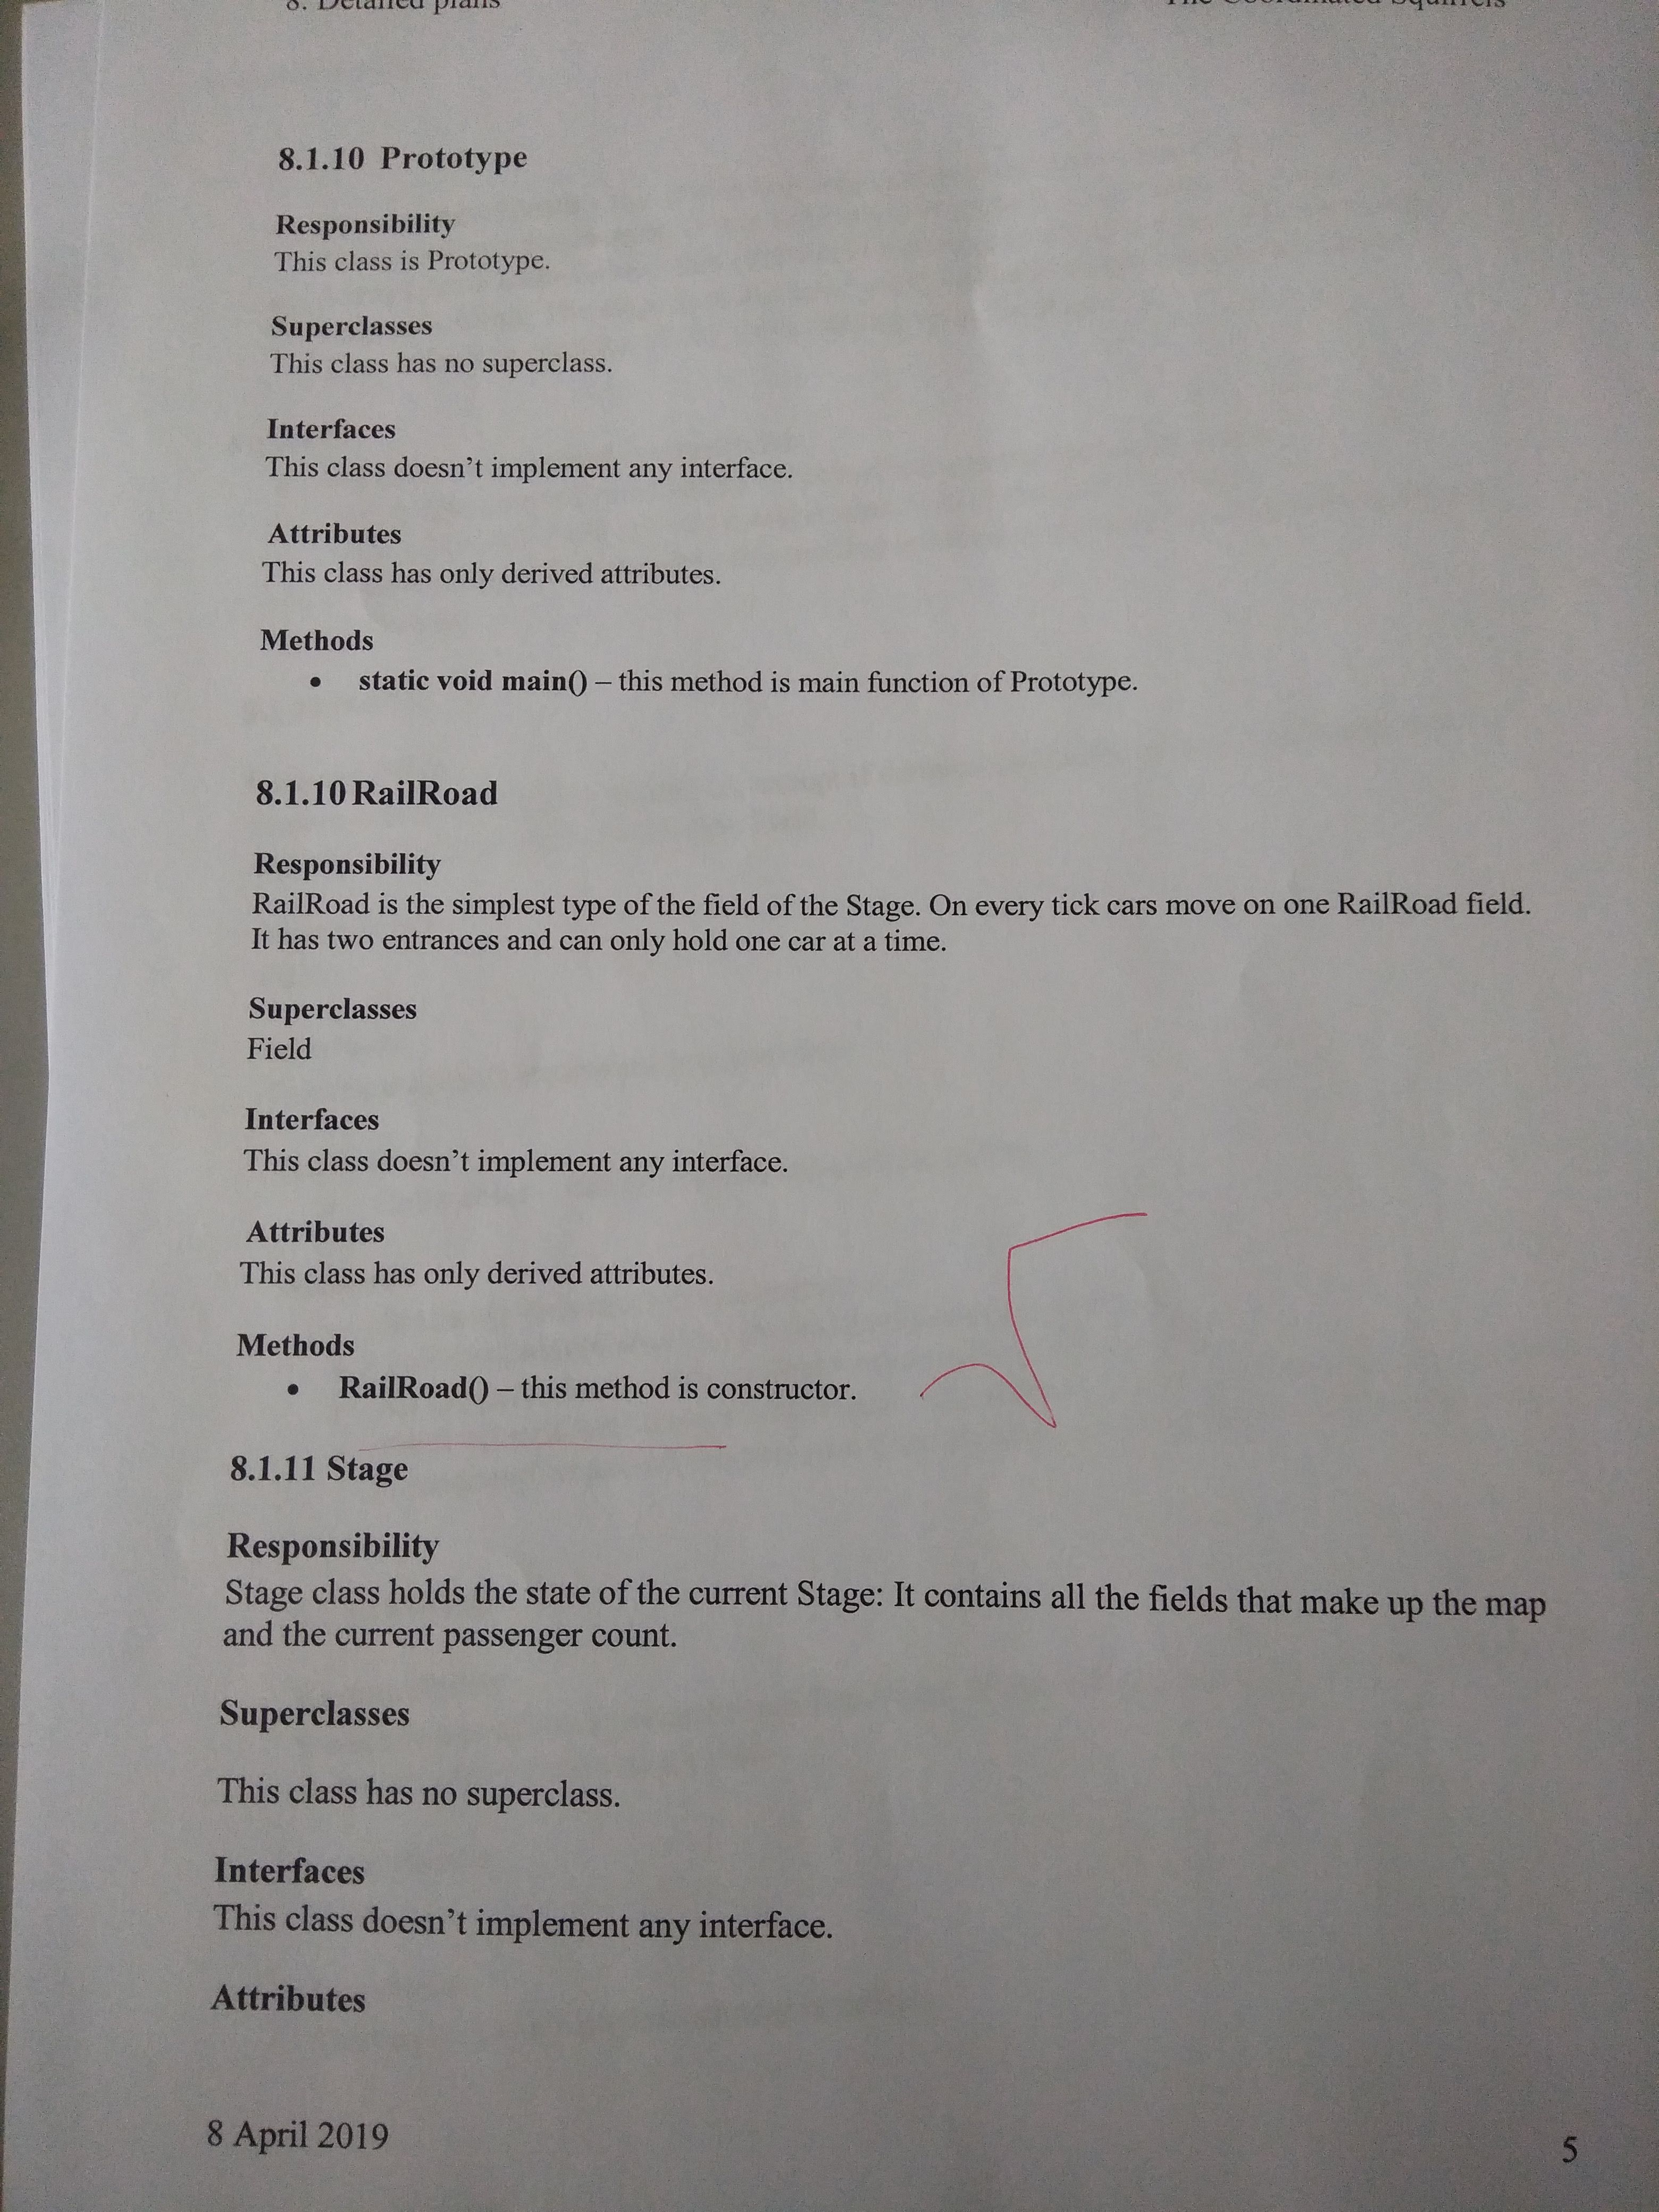 8. Detailed plans The Coordinated Squirrels
8.1.10 Prototype
Responsibility
This class is Prototype.
Superclasses
This class has no superclass.
Interfaces
This class doesn’t implement any interface.
Attributes
This class has only derived attributes.
Methods
• static void main() – this method is main function of Prototype.
8.1.10 RailRoad
Responsibility
RailRoad is the simplest type of the field of the Stage. On every tick cars move on one RailRoad field.
It has two entrances and can only hold one car at a time.
Superclasses
Field
Interfaces
This class doesn’t implement any interface.
Attributes
This class has only derived attributes.
Methods
• RailRoad() – this method is constructor.
8.1.11 Stage
Responsibility
Stage class holds the state of the current Stage: It contains all the fields that make up the map
and the current passenger count.
Superclasses
This class has no superclass.
Interfaces
This class doesn’t implement any interface.
Attributes
8 April 2019 5